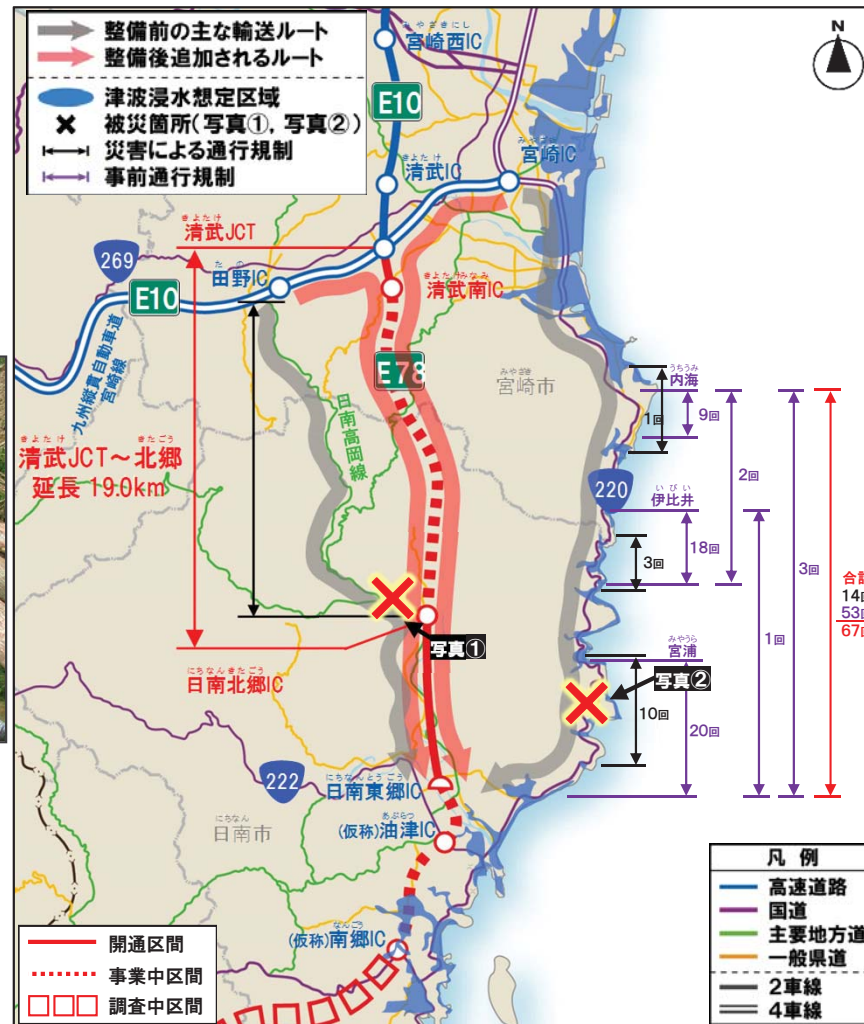 整備前の主な輸送ルート
整備後追加されるルート
津波浸水想定区域
被災箇所(写真①, 写真②)
災害による通行規制
事前通行規制
N
みやざきにし
宮崎西IC
E10
きよたけ
清武IC
みやざき
宮崎IC
きよたけ
清武JCT
269
たの
田野IC
E10
きよたけみなみ
清武南IC
九州縦貫自動車道
宮崎線
E78
みやざき
宮崎市
日南高岡線
きよたけ きたごう
清武JCT～北郷
延長 19.0km
うちうみ
内海
1回
9回
2回
220
いびい
伊比井
18回
3回
3回
合計
14回
53回
67回
1回
写真①
みやうら
宮浦
写真②
10回
20回
にちなんきたごう
日南北郷IC
222
にちなんとうごう
日南東郷IC
にちなん
日南市
あぶらつ
(仮称)油津IC
なんごう
(仮称)南郷IC
開通区間
事業中区間
調査中区間
凡 例
高速道路
国道
主要地方道
一般県道
2車線
4車線